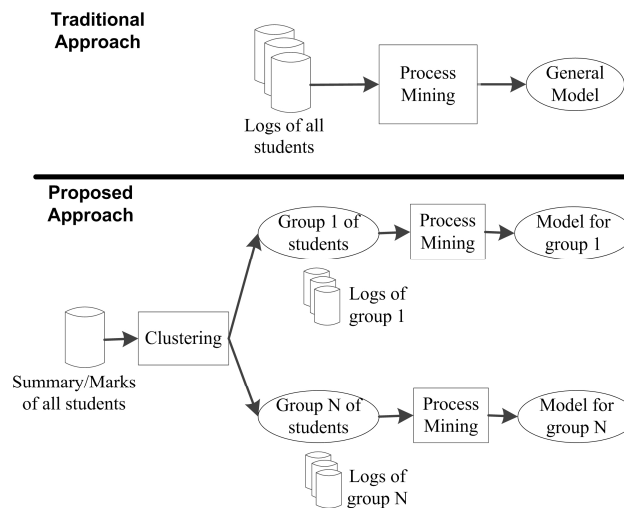 Traditional
Approach
Process
Mining
General
Model
Logs of all
students
Proposed
Approach
Group 1 of
students
Process
Mining
Model for
group 1
Logs of
group 1
Clustering
Summary/Marks
of all students
Group N of
students
Process
Mining
Model for
group N
Logs of
group N